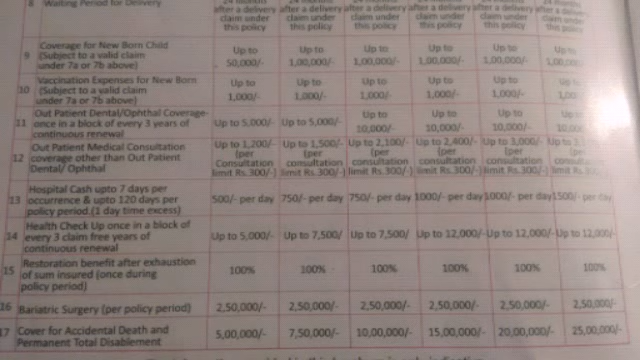 8 Waiting Period for Delivery
after a delivery after a delivery after a delivery after a delivery after a delivery
claim under claim under claim under claim under claim under claim under
this policy this policy this policy this policy this policy
9 Coverage for New Born Child
(Subject to a valid claim
under 7a or 7b above)
Up to Up to Up to Up to Up to Up to
50,000/- 1,00,000/- 1,00,000/- 1,00,000/- 1,00,000/-
10 Vaccination Expenses for New Born
(Subject to a valid claim
under 7a or 7b above)
Up to Up to Up to Up to Up to Up to
1,000/- 1,000/- 1,000/- 1,000/- 1,000/-
11 Out Patient Dental/Ophthal Coverage-
once in a block of every 3 years of
continuous renewal
Up to 5,000/- Up to 5,000/- Up to 10,000/- Up to 10,000/- Up to 10,000/-
12 Out Patient Medical Consultation
coverage other than Out Patient
Dental/ Ophthal
Up to 1,200/- Up to 1,500/- Up to 2,100/- Up to 2,400/- Up to 3,000/-
(per (per (per (per (per
consultation consultation consultation consultation consultation
limit Rs.300/-) limit Rs.300/-) limit Rs.300/-) limit Rs.300/-) limit Rs.300/-)
13 Hospital Cash upto 7 days per
occurrence & upto 120 days per
policy period (1 day time excess)
500/- per day 750/- per day 750/- per day 1000/- per day 1000/- per day 1500/- per day
14 Health Check Up once in a block of
every 3 claim free years of
continuous renewal
Up to 5,000/- Up to 7,500/ Up to 7,500/ Up to 12,000/- Up to 12,000/- Up to 12,000/-
15 Restoration benefit after exhaustion
of sum insured (once during
policy period)
100% 100% 100% 100% 100% 100%
16 Bariatric Surgery (per policy period) 2,50,000/- 2,50,000/- 2,50,000/- 2,50,000/- 2,50,000/- 2,50,000/-
17 Cover for Accidental Death and
Permanent Total Disablement
5,00,000/- 7,50,000/- 10,00,000/- 15,00,000/- 20,00,000/- 25,00,000/-